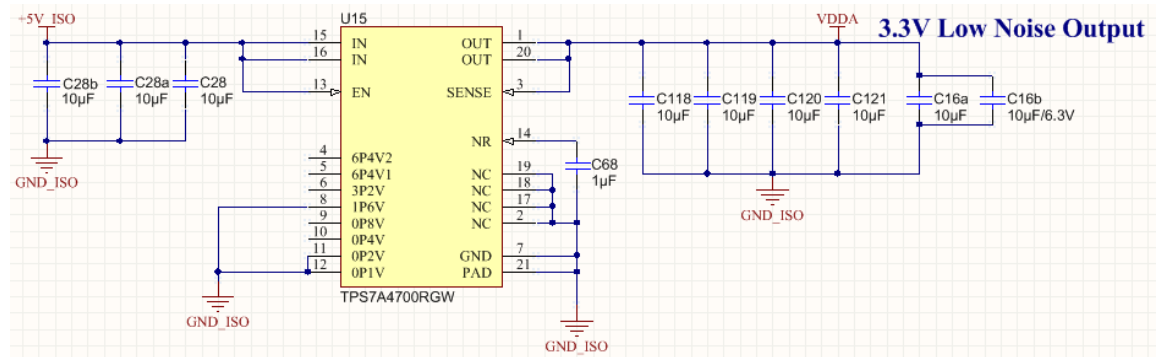 +5V_ISO
U15
VDDA
3.3V Low Noise Output
15 IN OUT 1
16 IN OUT 20
13 EN SENSE 3
C28b
10µF
C28a
10µF
C28
10µF
C118
10µF
C119
10µF
C120
10µF
C121
10µF
C16a
10µF
C16b
10µF/6.3V
NR 14
GND_ISO
4 6P4V2
5 6P4V1
6 3P2V
8 1P6V
9 0P8V
10 0P4V
11 0P2V
12 0P1V
C68
1µF
NC 19
NC 18
NC 17
NC 2
GND 7
PAD 21
GND_ISO
TPS7A4700RGW
GND_ISO
GND_ISO